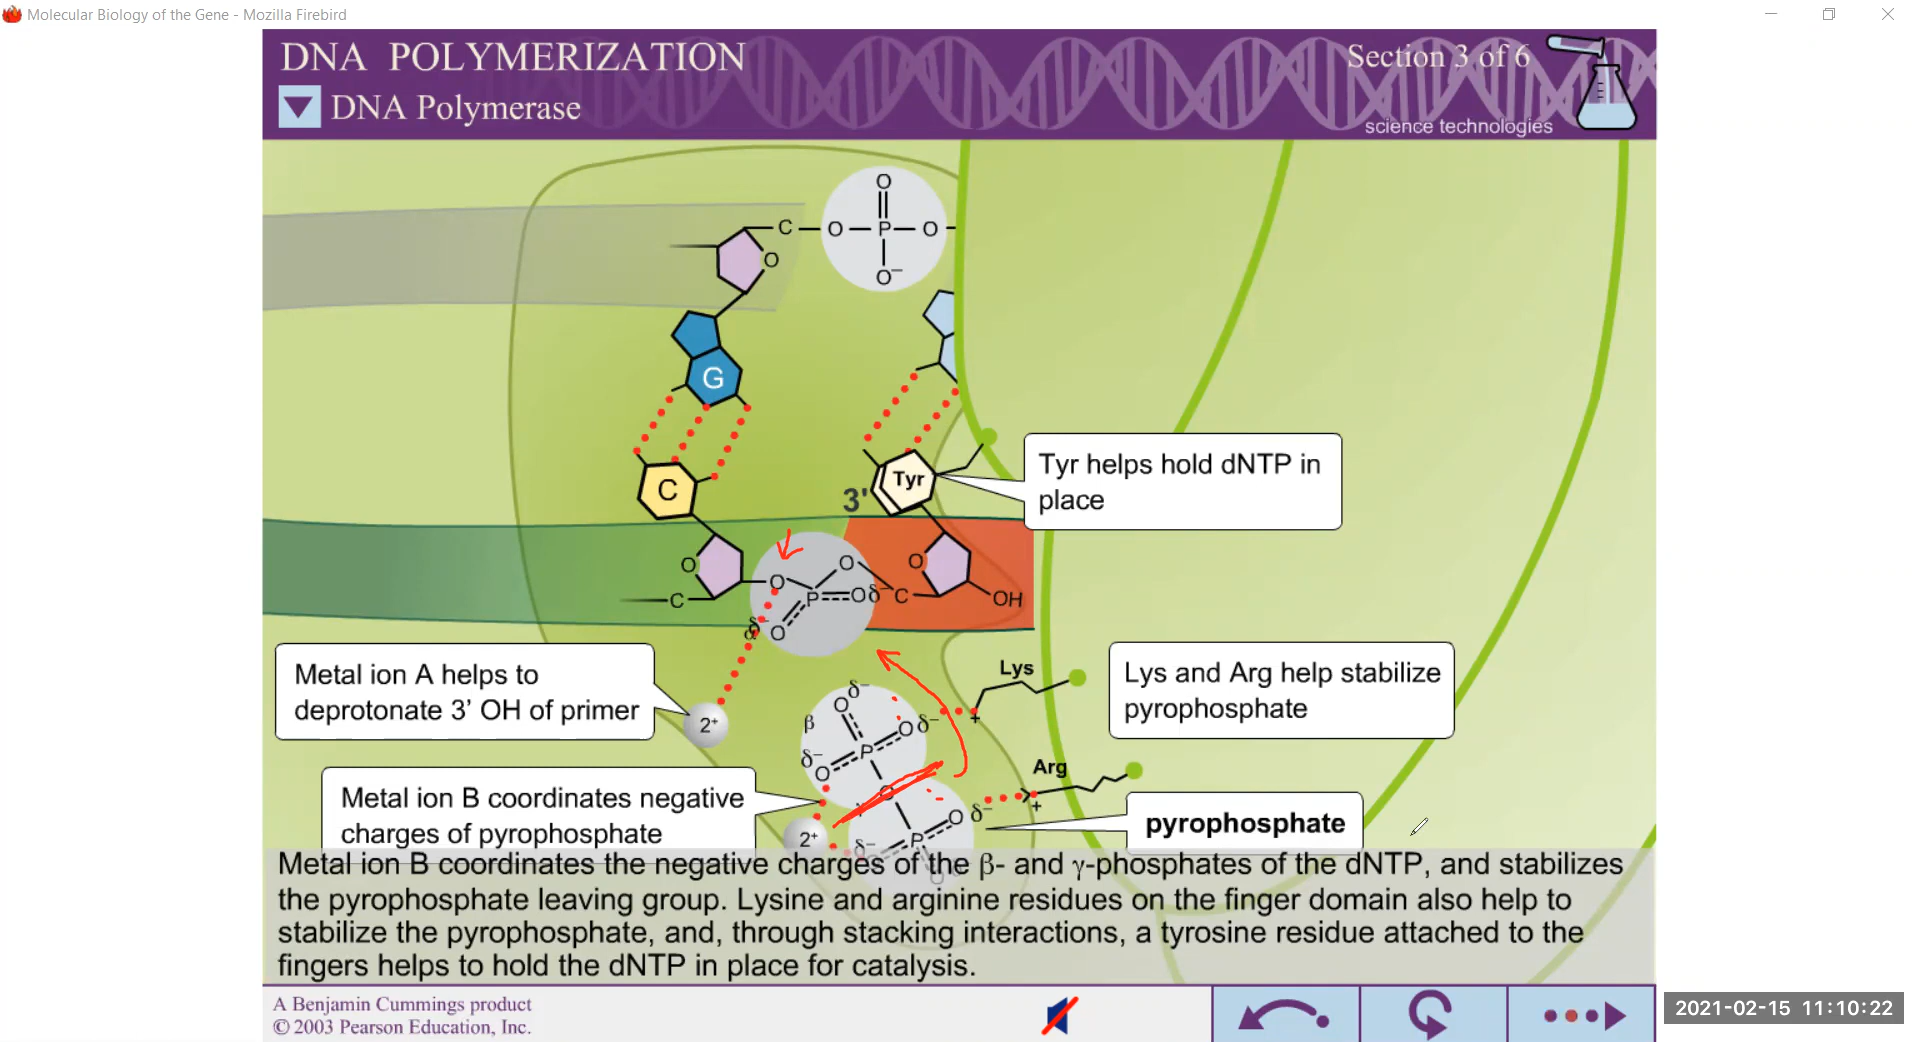 Molecular Biology of the Gene - Mozilla Firebird
DNA POLYMERIZATION
Section 3 of 6
DNA Polymerase
science technologies
O
C — O — P — O
O
O⁻
G
Tyr helps hold dNTP in
place
Tyr
3'
C
O
O
O
O
P
Oδ⁻
C
OH
C
δ⁻
α
O
Metal ion A helps to
deprotonate 3' OH of primer
2+
Lys
+
Lys and Arg help stabilize
pyrophosphate
δ⁻
O
β
Oδ⁻
P
δ⁻
O
Arg
+
Metal ion B coordinates negative
charges of pyrophosphate
O
γ
O δ⁻
P
2+
δ⁻
O
pyrophosphate
Metal ion B coordinates the negative charges of the β- and γ-phosphates of the dNTP, and stabilizes
the pyrophosphate leaving group. Lysine and arginine residues on the finger domain also help to
stabilize the pyrophosphate, and, through stacking interactions, a tyrosine residue attached to the
fingers helps to hold the dNTP in place for catalysis.
A Benjamin Cummings product
© 2003 Pearson Education, Inc.
2021-02-15 11:10:22